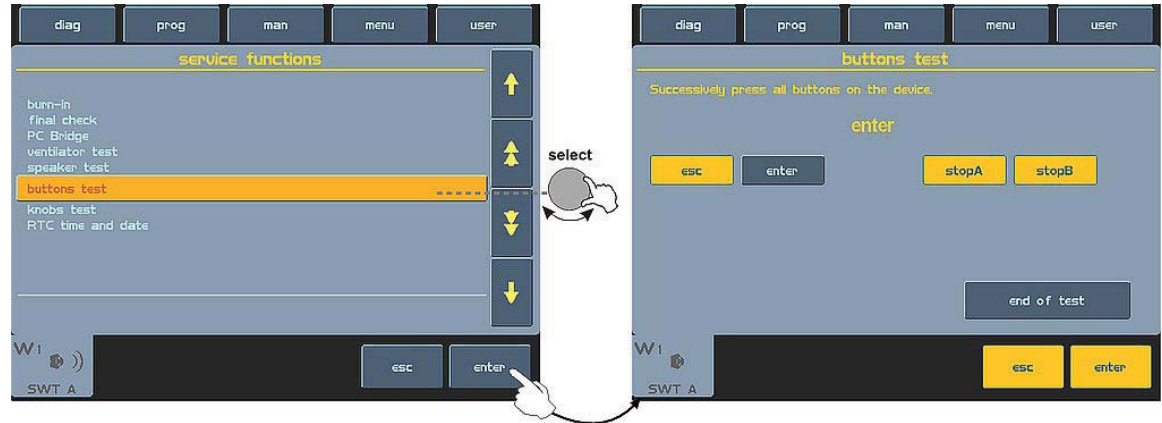 diag prog man menu user
service functions
burn-in
final check
PC Bridge
ventilator test
speaker test
buttons test
knobs test
RTC time and date
W1
SWT A
esc enter
select
diag prog man menu user
buttons test
Successively press all buttons on the device.
enter
esc enter stopA stopB
end of test
W1
SWT A
esc enter